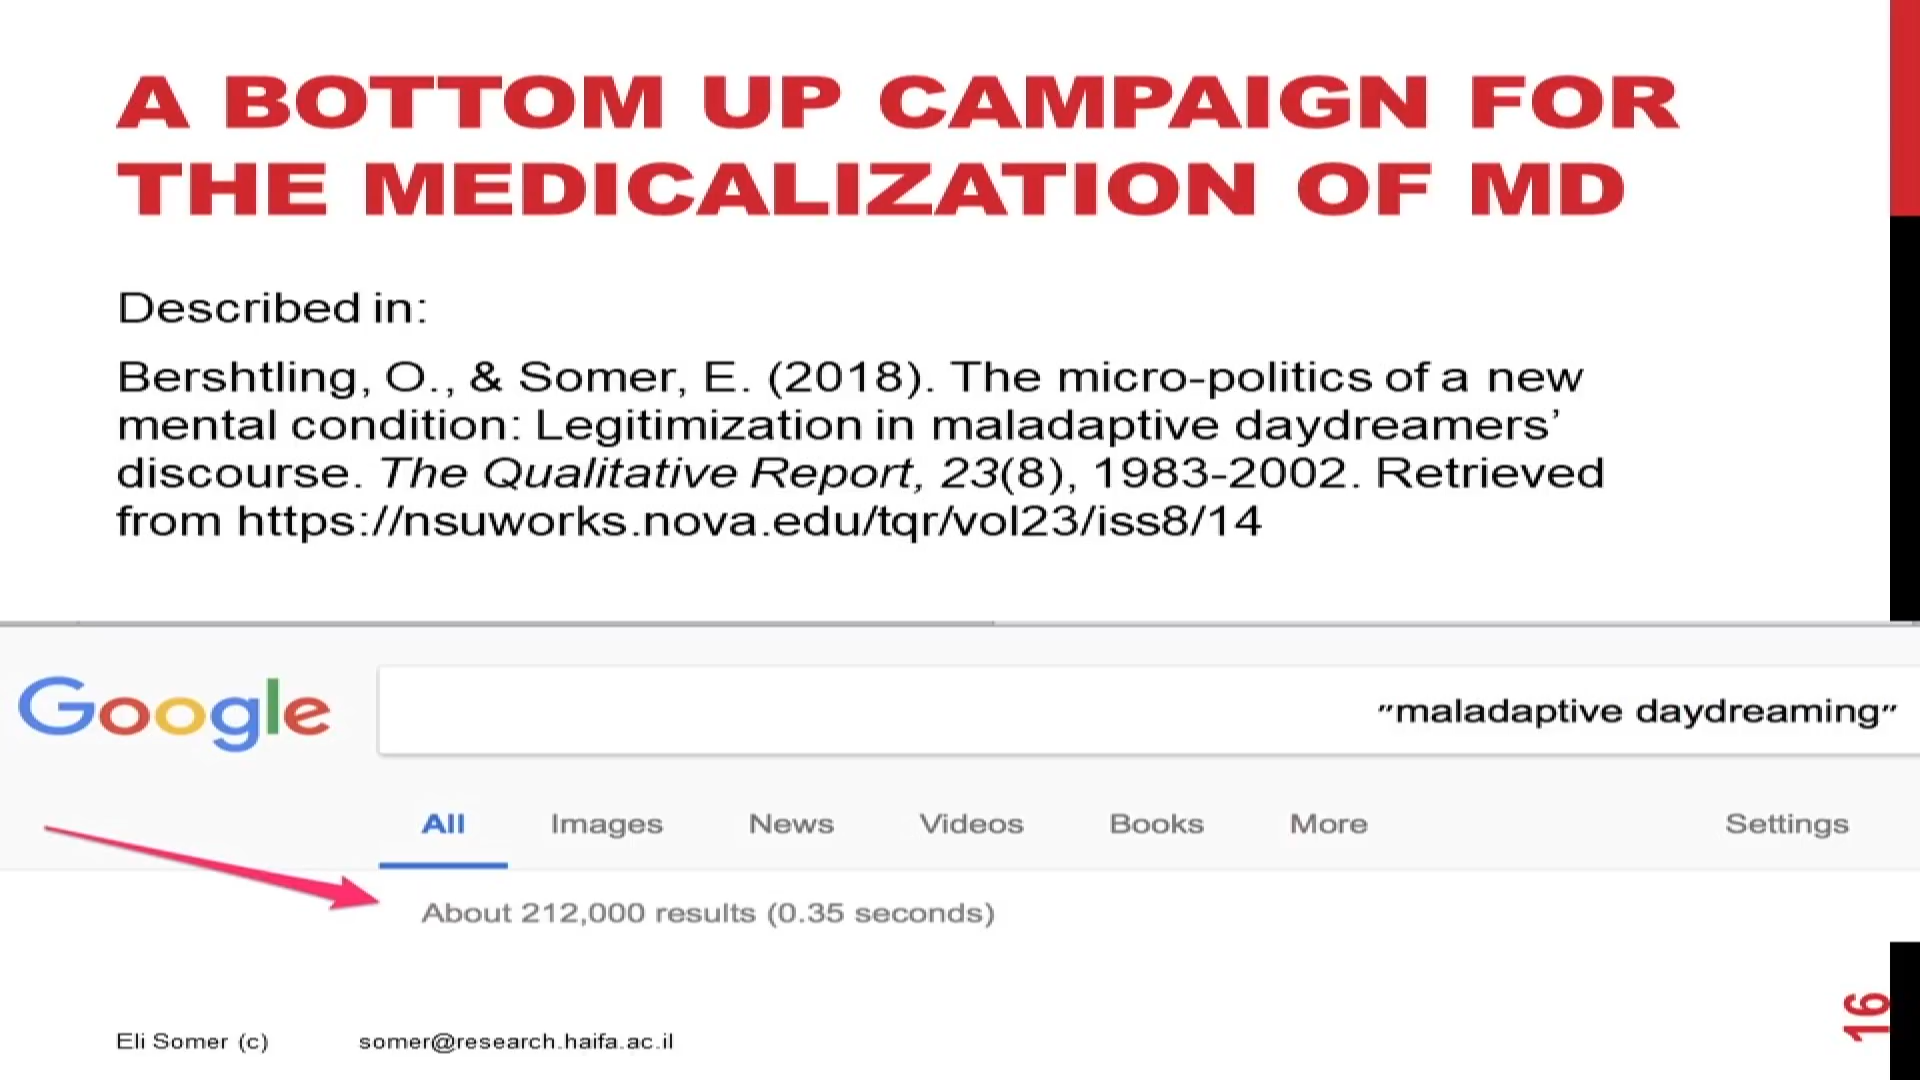 A BOTTOM UP CAMPAIGN FOR
THE MEDICALIZATION OF MD
Described in:
Bershtling, O., & Somer, E. (2018). The micro-politics of a new
mental condition: Legitimization in maladaptive daydreamers’
discourse. The Qualitative Report, 23(8), 1983-2002. Retrieved
from https://nsuworks.nova.edu/tqr/vol23/iss8/14
Google
"maladaptive daydreaming"
All Images News Videos Books More Settings
About 212,000 results (0.35 seconds)
Eli Somer (c) somer@research.haifa.ac.il
16